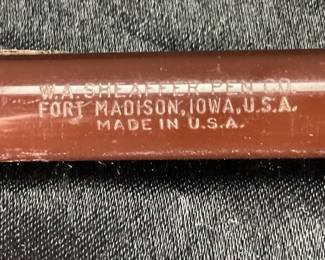 W.A. SHEAFFER PEN CO.
FORT MADISON, IOWA, U.S.A.
MADE IN U.S.A.